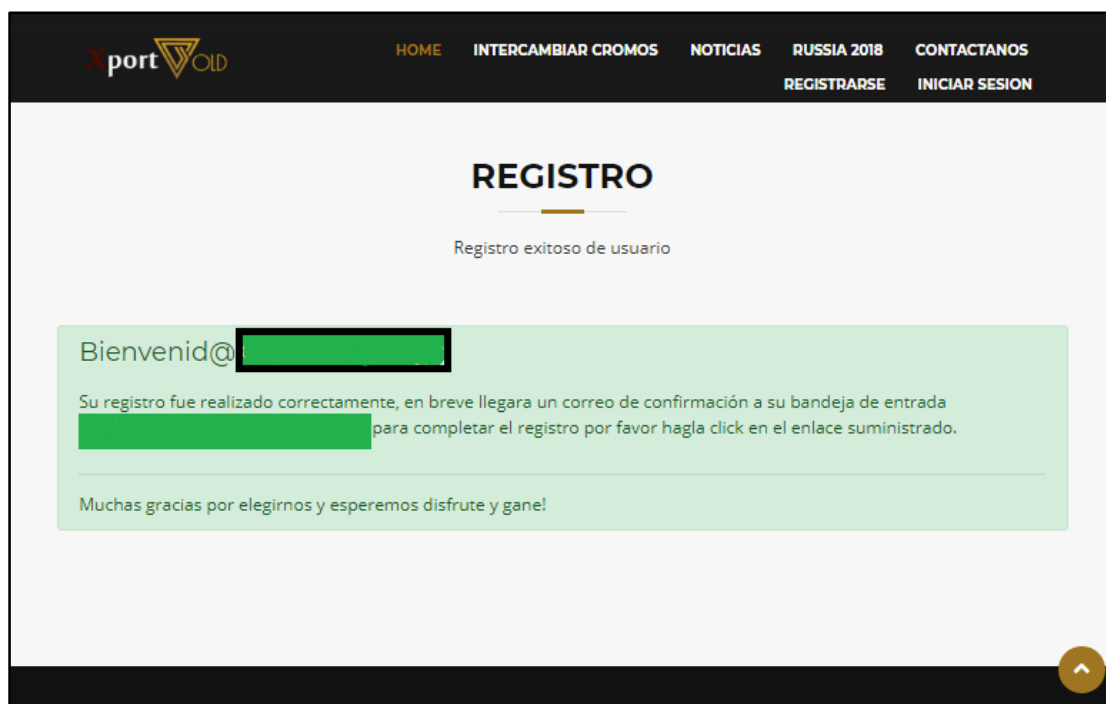 XportGOLD
HOME INTERCAMBIAR CROMOS NOTICIAS RUSSIA 2018 CONTACTANOS
REGISTRARSE INICIAR SESION
REGISTRO
Registro exitoso de usuario
Bienvenid@
Su registro fue realizado correctamente, en breve llegara un correo de confirmación a su bandeja de entrada
para completar el registro por favor hagla click en el enlace suministrado.
Muchas gracias por elegirnos y esperemos disfrute y gane!